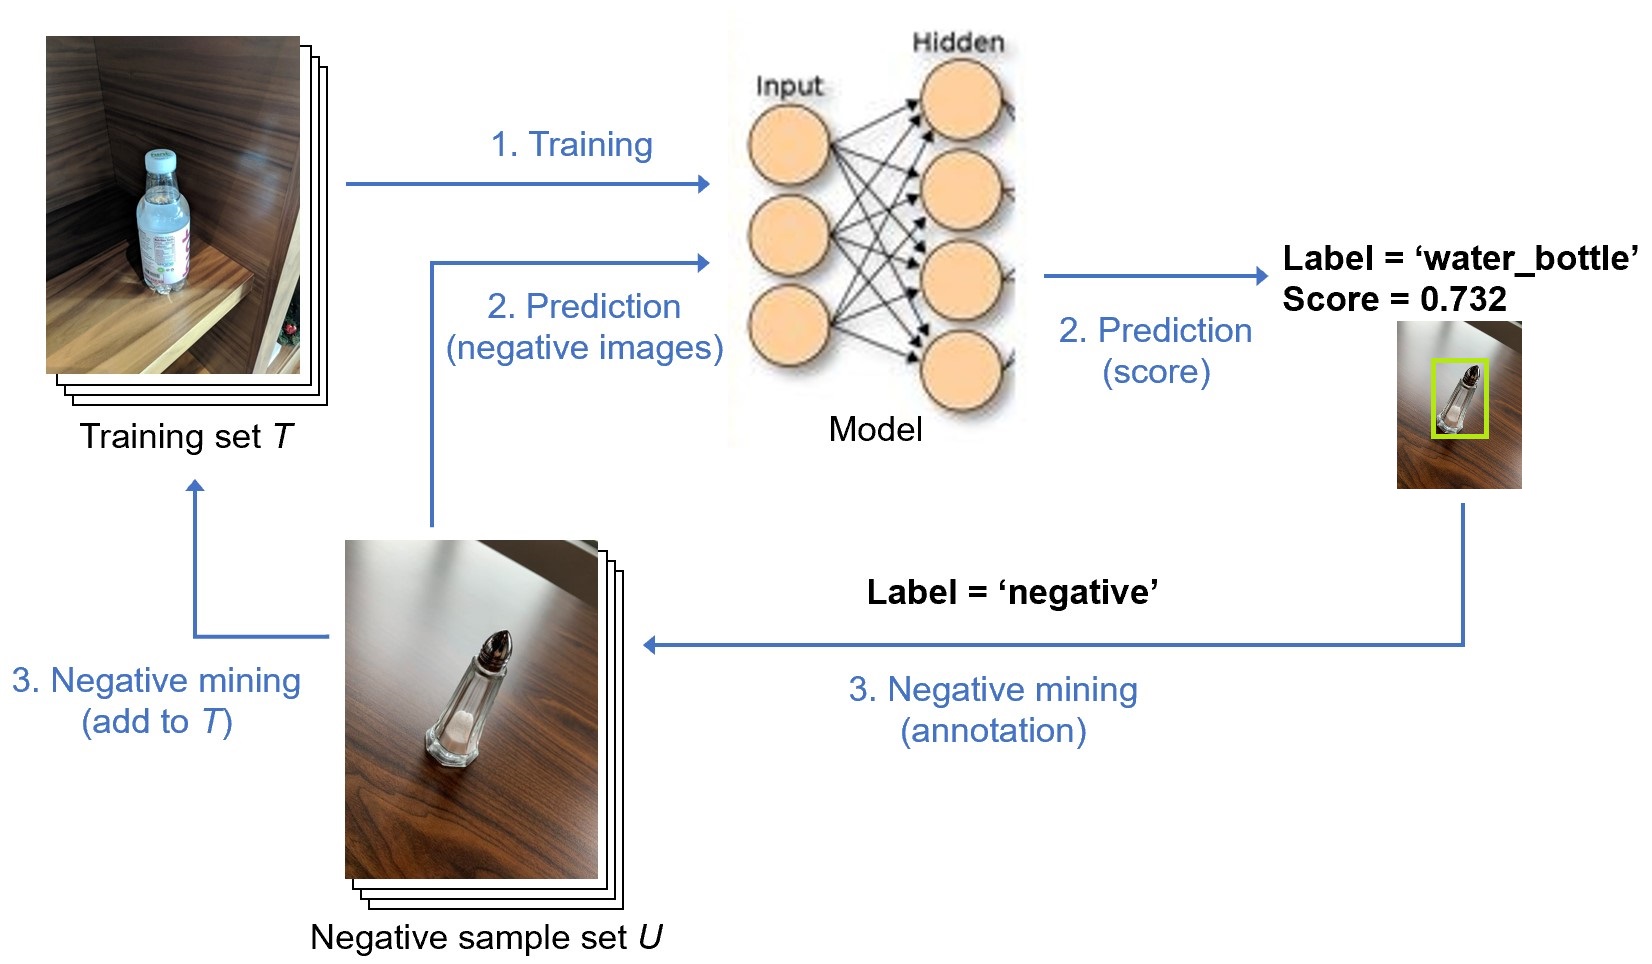 Hidden
Input
1. Training
2. Prediction
(negative images)
Label = ‘water_bottle’
Score = 0.732
2. Prediction
(score)
Model
Training set T
Label = ‘negative’
3. Negative mining
(add to T)
3. Negative mining
(annotation)
Negative sample set U